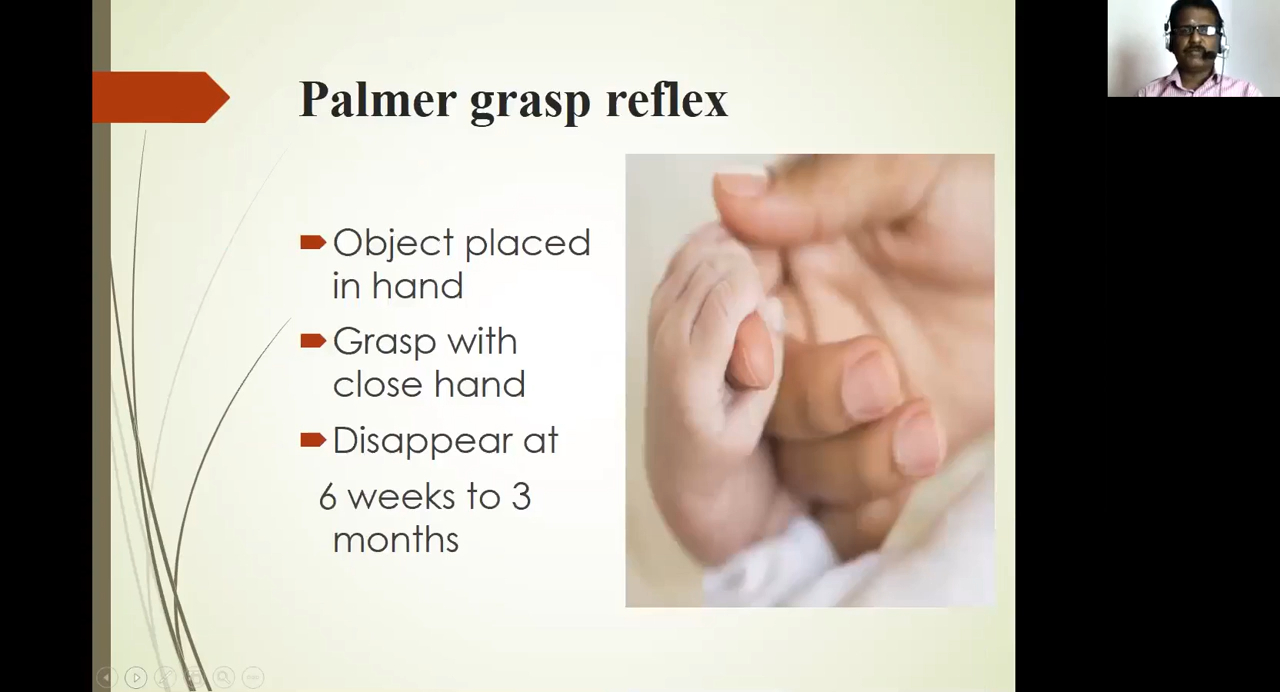 Palmer grasp reflex
Object placed
in hand
Grasp with
close hand
Disappear at
6 weeks to 3
months